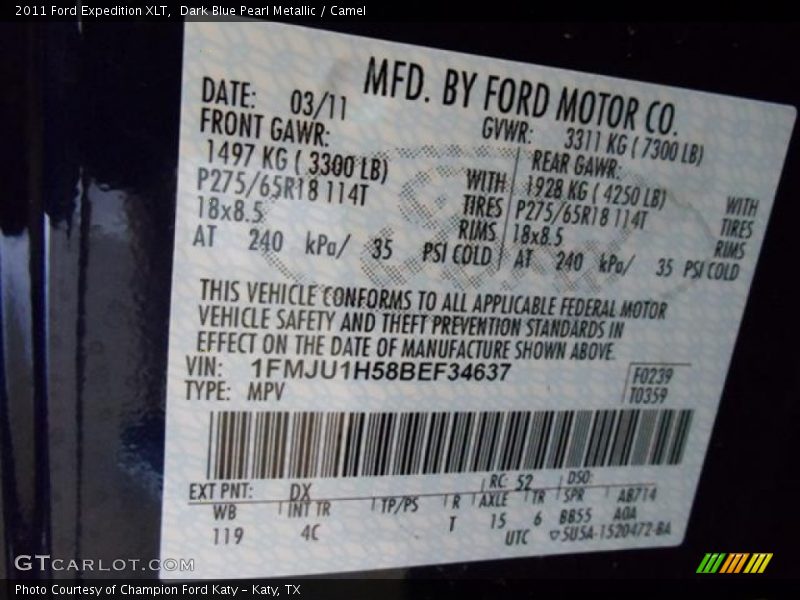 2011 Ford Expedition XLT, Dark Blue Pearl Metallic / Camel
MFD. BY FORD MOTOR CO.
DATE: 03/11
GVWR: 3311 KG ( 7300 LB)
FRONT GAWR:
1497 KG ( 3300 LB)
P275/65R18 114T
18x8.5
AT 240 kPa/ 35 PSI COLD
WITH
TIRES
RIMS
REAR GAWR:
1928 KG ( 4250 LB)
P275/65R18 114T
18x8.5
AT 240 kPa/ 35 PSI COLD
WITH
TIRES
RIMS
THIS VEHICLE CONFORMS TO ALL APPLICABLE FEDERAL MOTOR
VEHICLE SAFETY AND THEFT PREVENTION STANDARDS IN
EFFECT ON THE DATE OF MANUFACTURE SHOWN ABOVE.
VIN: 1FMJU1H58BEF34637
TYPE: MPV
F0239
T0359
EXT PNT: DX RC: 52 DSO:
WB INT TR TP/PS R AXLE TR SPR AB714
119 4C T 15 6 BB55 AOA
UTC 5U5A-1520472-BA
GTCARLOT.COM
Photo Courtesy of Champion Ford Katy - Katy, TX